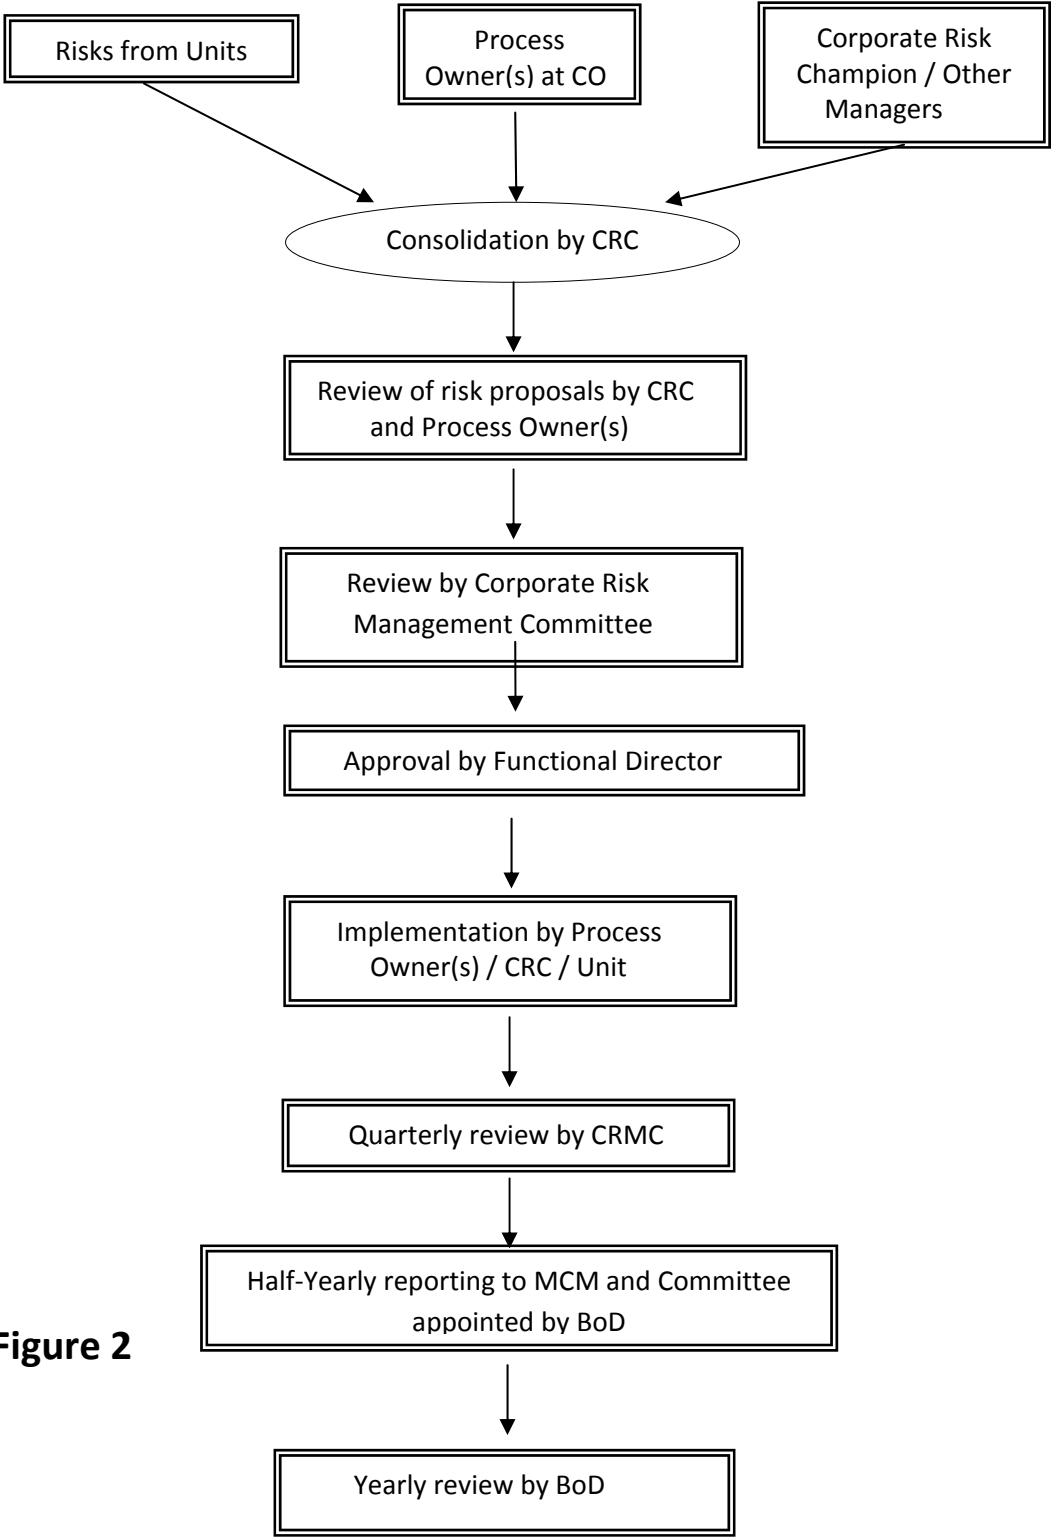 Risks from Units
Process
Owner(s) at CO
Corporate Risk
Champion / Other
Managers
Consolidation by CRC
Review of risk proposals by CRC
and Process Owner(s)
Review by Corporate Risk
Management Committee
Approval by Functional Director
Implementation by Process
Owner(s) / CRC / Unit
Quarterly review by CRMC
Half-Yearly reporting to MCM and Committee
appointed by BoD
Figure 2
Yearly review by BoD